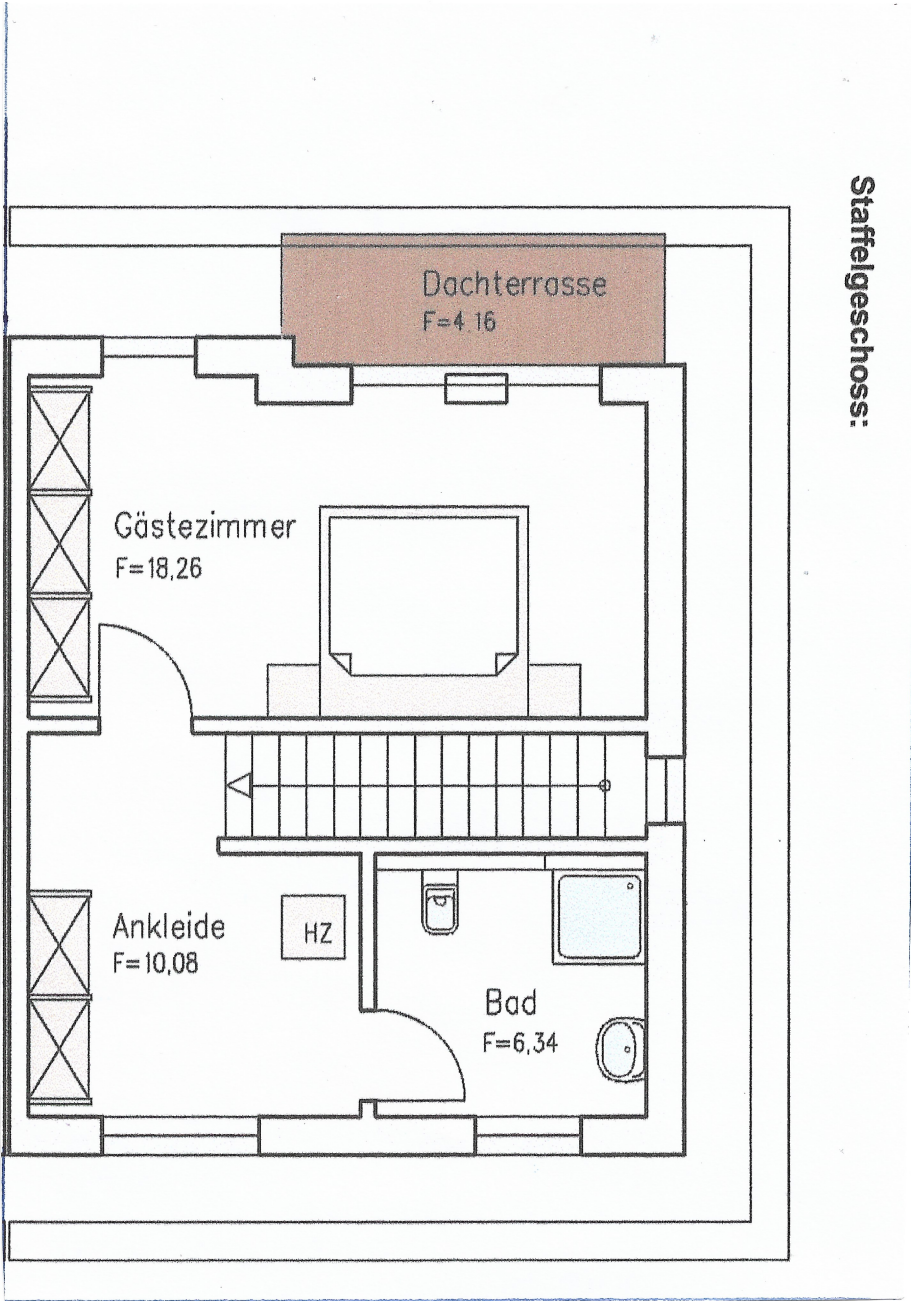 Staffelgeschoss:
Dachterrasse
F=4.16
Gästezimmer
F=18,26
Ankleide
F=10,08
HZ
Bad
F=6,34